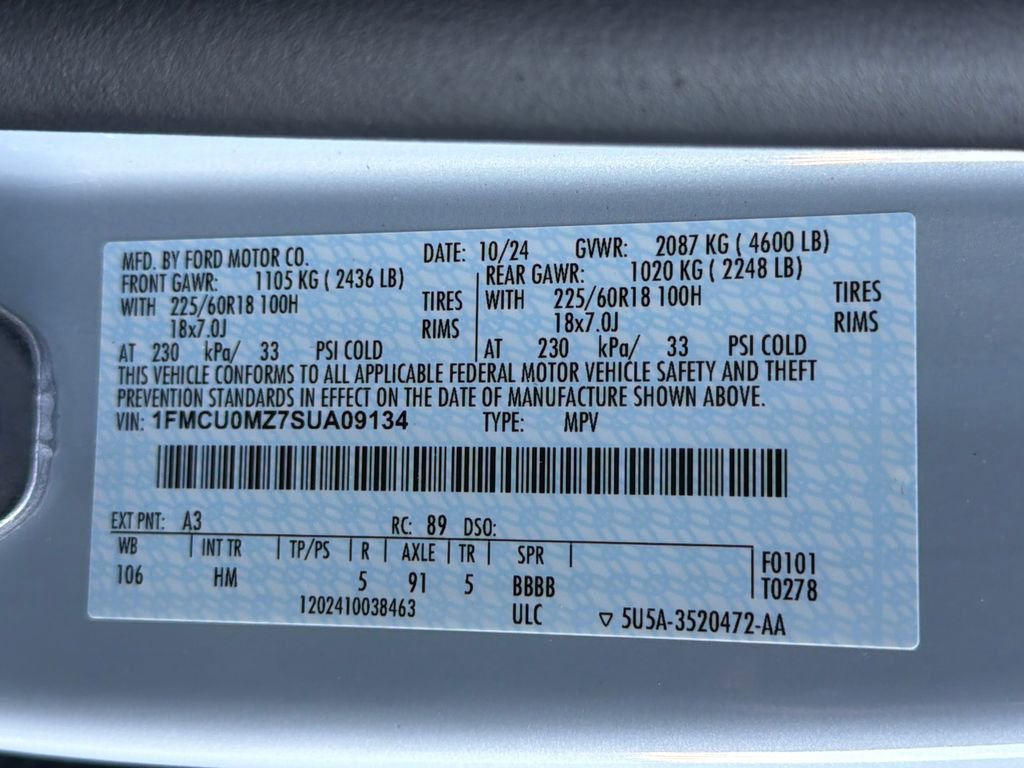 MFD. BY FORD MOTOR CO. DATE: 10/24 GVWR: 2087 KG ( 4600 LB)
FRONT GAWR: 1105 KG ( 2436 LB) REAR GAWR: 1020 KG ( 2248 LB)
WITH 225/60R18 100H TIRES WITH 225/60R18 100H TIRES
18x7.0J RIMS 18x7.0J RIMS
AT 230 kPa/ 33 PSI COLD AT 230 kPa/ 33 PSI COLD
THIS VEHICLE CONFORMS TO ALL APPLICABLE FEDERAL MOTOR VEHICLE SAFETY AND THEFT
PREVENTION STANDARDS IN EFFECT ON THE DATE OF MANUFACTURE SHOWN ABOVE.
VIN: 1FMCU0MZ7SUA09134 TYPE: MPV
EXT PNT: A3 RC: 89 DSO:
WB INT TR TP/PS R AXLE TR SPR F0101
106 HM 5 91 5 BBBB T0278
1202410038463 ULC ▽ 5U5A-3520472-AA